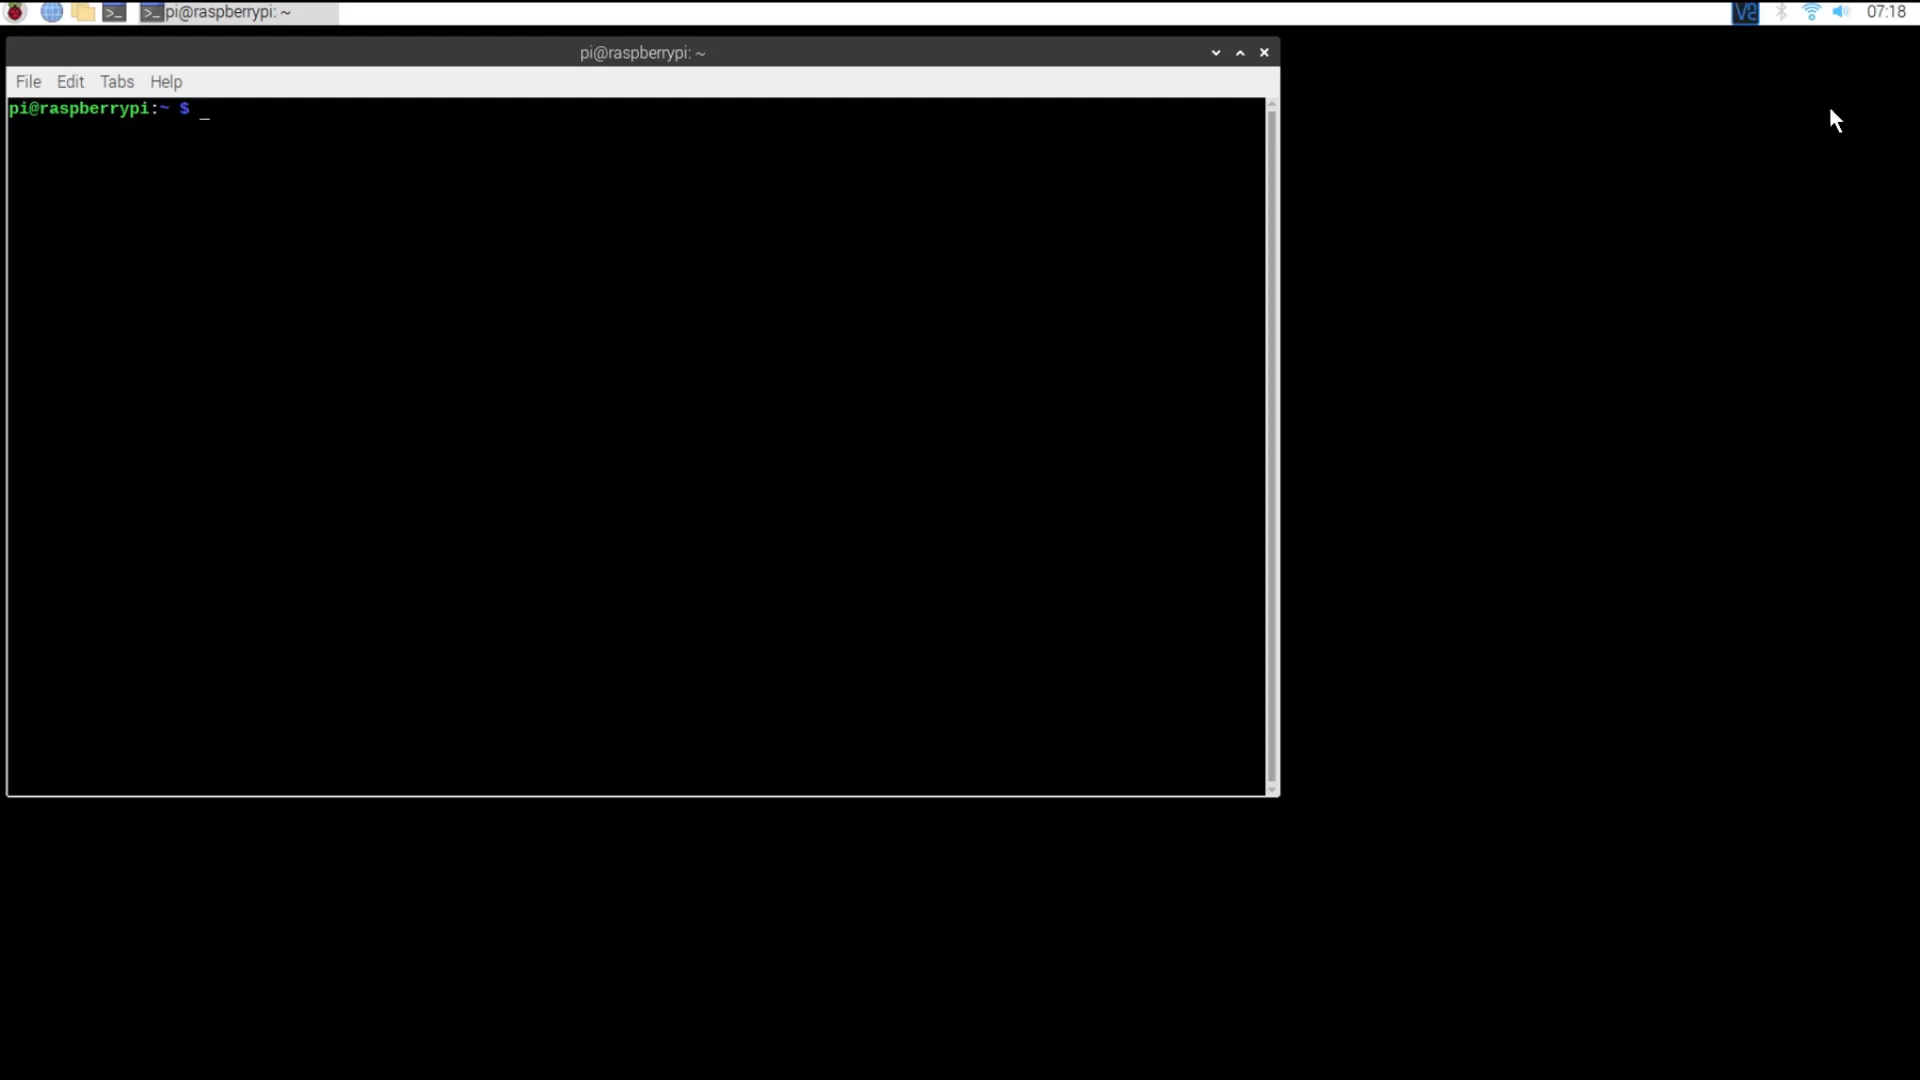 >_ >_ pi@raspberrypi: ~ 07:18
pi@raspberrypi: ~
File Edit Tabs Help
pi@raspberrypi:~ $ _